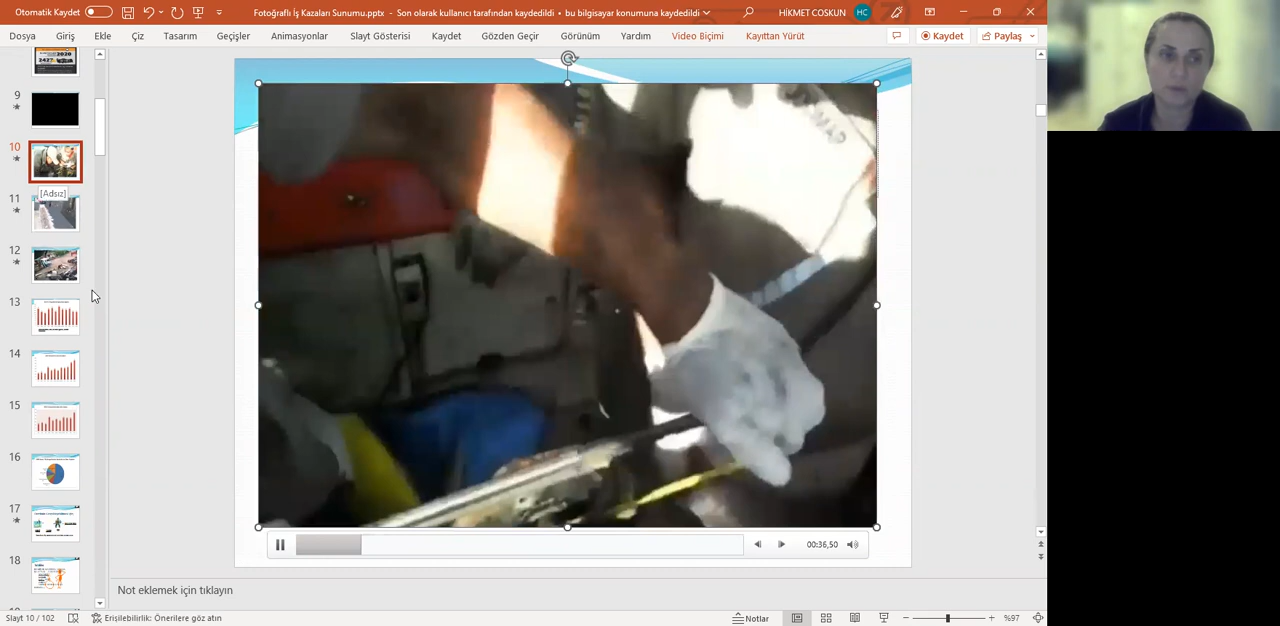 Otomatik Kaydet
Fotoğraflı İş Kazaları Sunumu.pptx - Son olarak kullanıcı tarafından kaydedildi • bu bilgisayar konumuna kaydedildi
HİKMET COSKUN
HC
Dosya Giriş Ekle Çiz Tasarım Geçişler Animasyonlar Slayt Gösterisi Kaydet Gözden Geçir Görünüm Yardım Video Biçimi Kayıttan Yürüt
Kaydet
Paylaş
9
10
[Adsız]
11
12
13
14
15
16
17
18
00:36,50
Not eklemek için tıklayın
Slayt 10 / 102
Erişilebilirlik: Önerilere göz atın
Notlar
%97